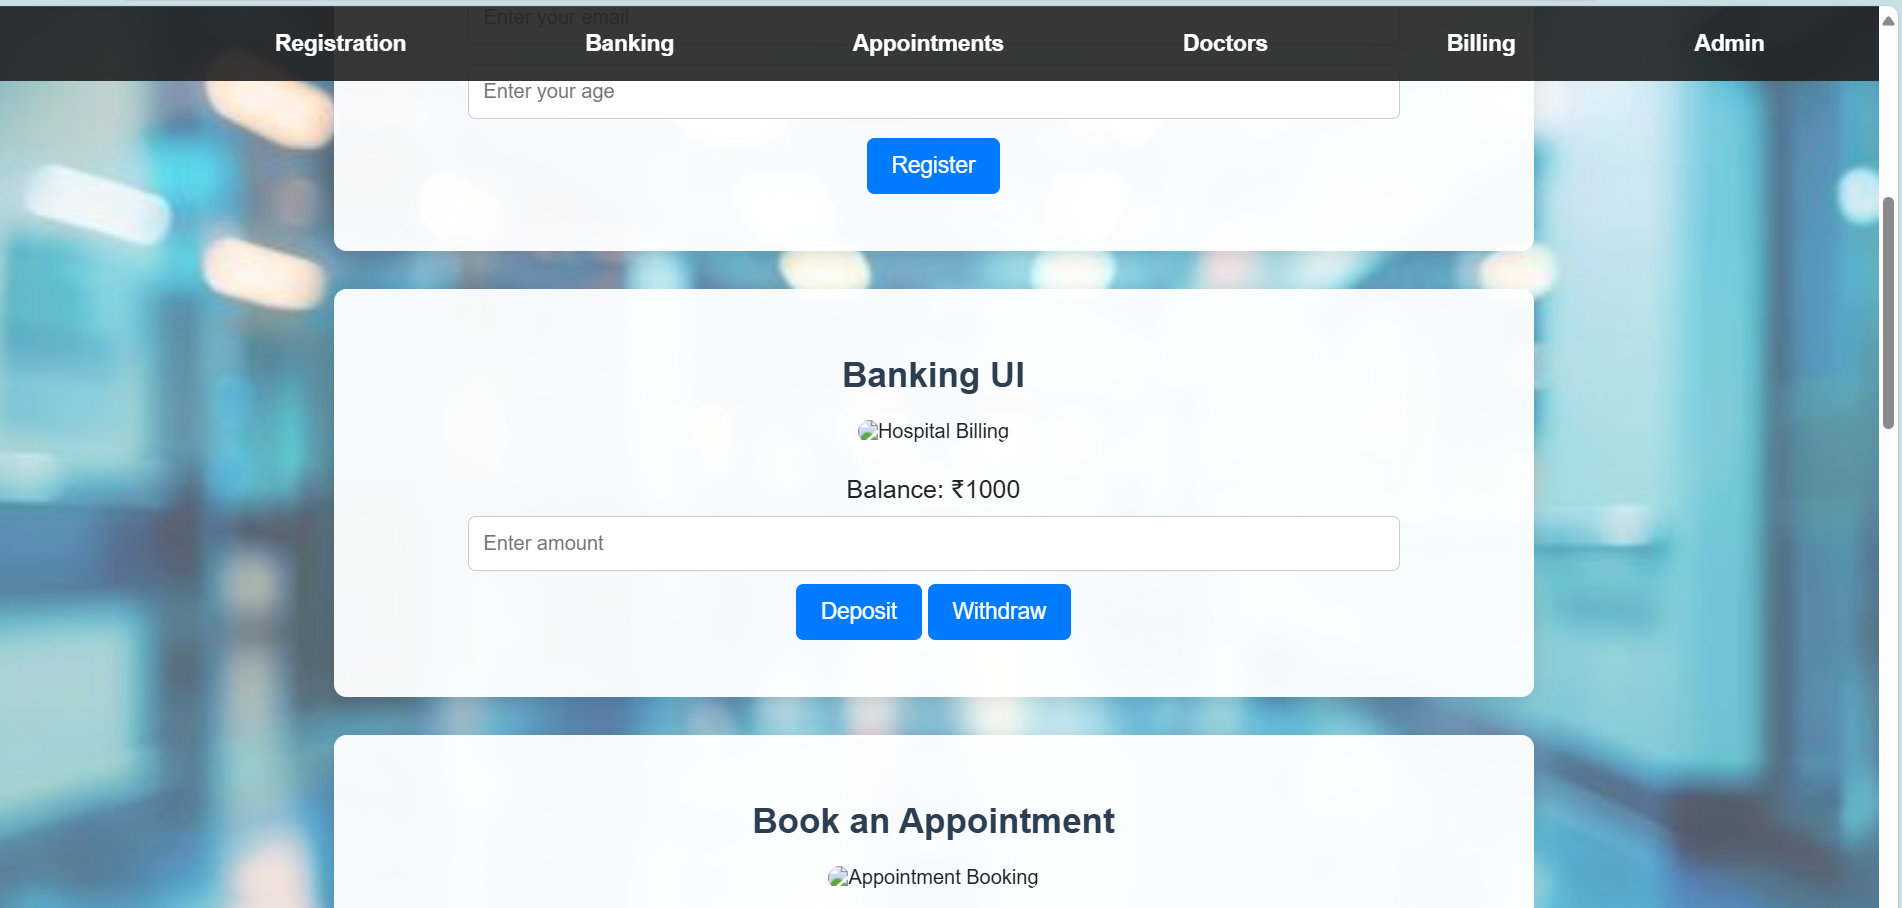 Enter your email
Registration Banking Appointments Doctors Billing Admin
Enter your age
Register
Banking UI
Hospital Billing
Balance: ₹1000
Enter amount
Deposit Withdraw
Book an Appointment
Appointment Booking